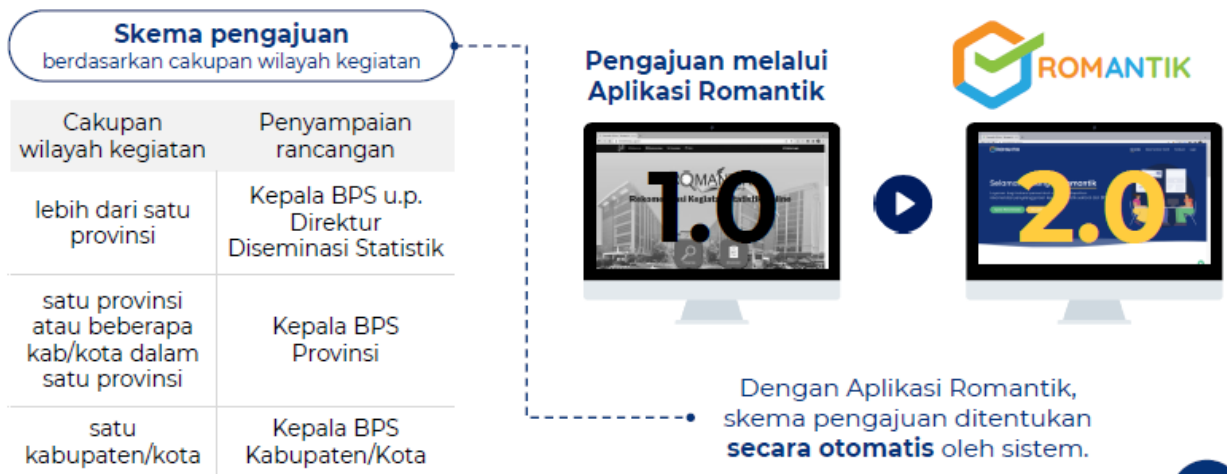 Skema pengajuan
berdasarkan cakupan wilayah kegiatan
Cakupan
wilayah kegiatan
Penyampaian
rancangan
lebih dari satu
provinsi
Kepala BPS u.p.
Direktur
Diseminasi Statistik
satu provinsi
atau beberapa
kab/kota dalam
satu provinsi
Kepala BPS
Provinsi
satu
kabupaten/kota
Kepala BPS
Kabupaten/Kota
Pengajuan melalui
Aplikasi Romantik
ROMANTIK
1.0
2.0
Dengan Aplikasi Romantik,
skema pengajuan ditentukan
secara otomatis oleh sistem.